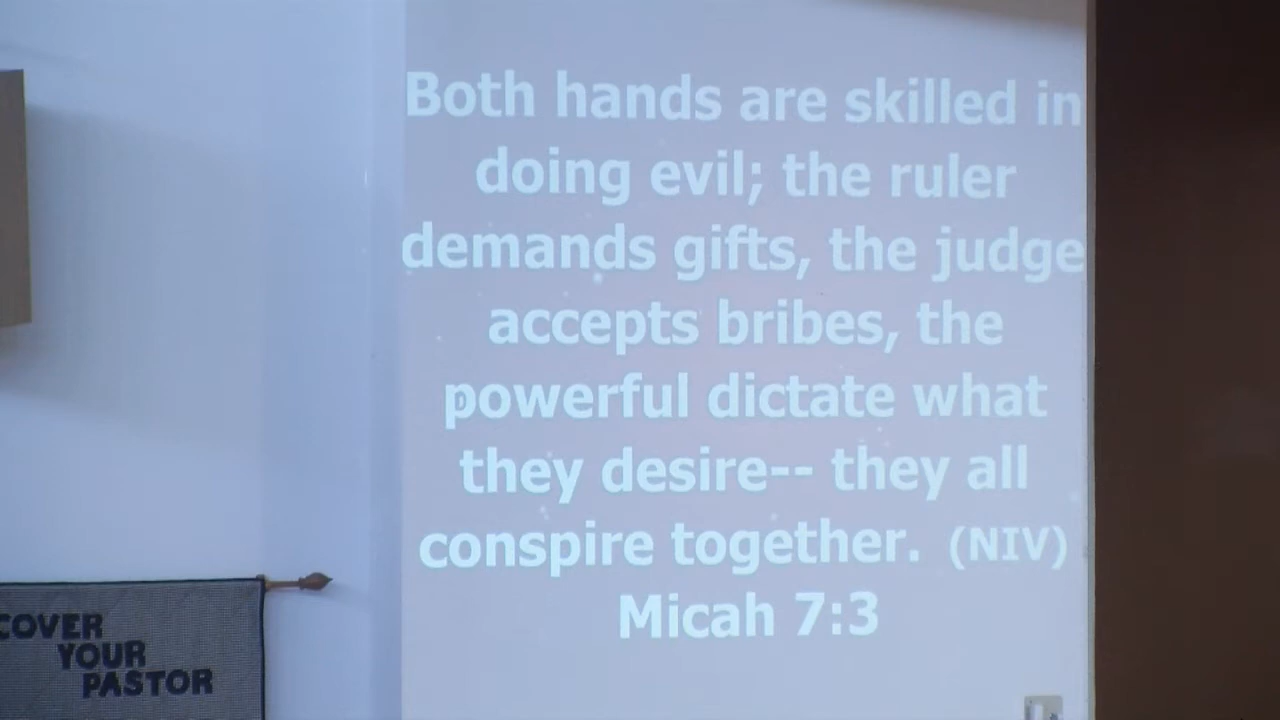 Both hands are skilled in
doing evil; the ruler
demands gifts, the judge
accepts bribes, the
powerful dictate what
they desire-- they all
conspire together. (NIV)
Micah 7:3
COVER
YOUR
PASTOR